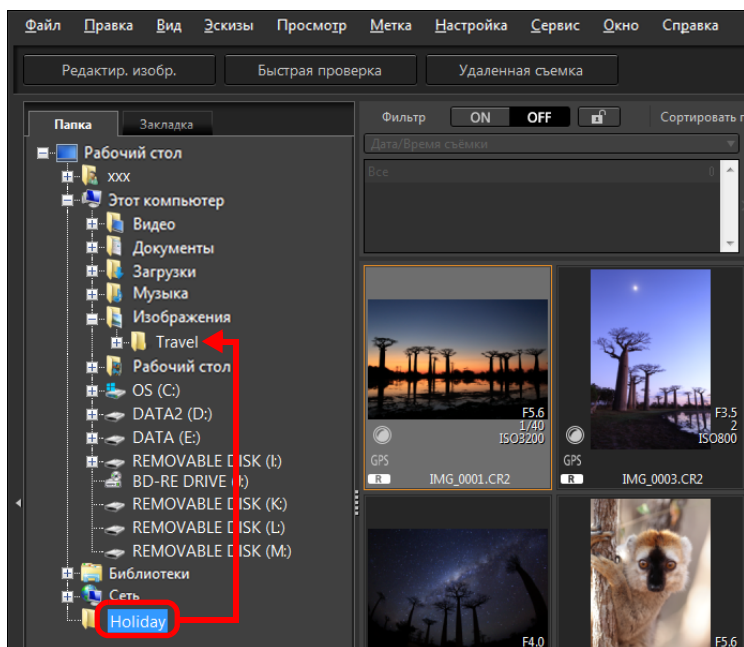 Файл Правка Вид Эскизы Просмотр Метка Настройка Сервис Окно Справка
Редактир. изобр. Быстрая проверка Удаленная съемка
Папка Закладка
Фильтр ON OFF Сортировать
Дата/Время съёмки
Все 0
Рабочий стол
xxx
Этот компьютер
Видео
Документы
Загрузки
Музыка
Изображения
Travel
Рабочий стол
OS (C:)
DATA2 (D:)
DATA (E:)
REMOVABLE DISK (I:)
BD-RE DRIVE (J:)
REMOVABLE DISK (K:)
REMOVABLE DISK (L:)
REMOVABLE DISK (M:)
Библиотеки
Сеть
Holiday
F5.6
1/40
ISO3200
GPS
R IMG_0001.CR2
F3.5
2
ISO800
GPS
R IMG_0003.CR2
F4.0
F5.6